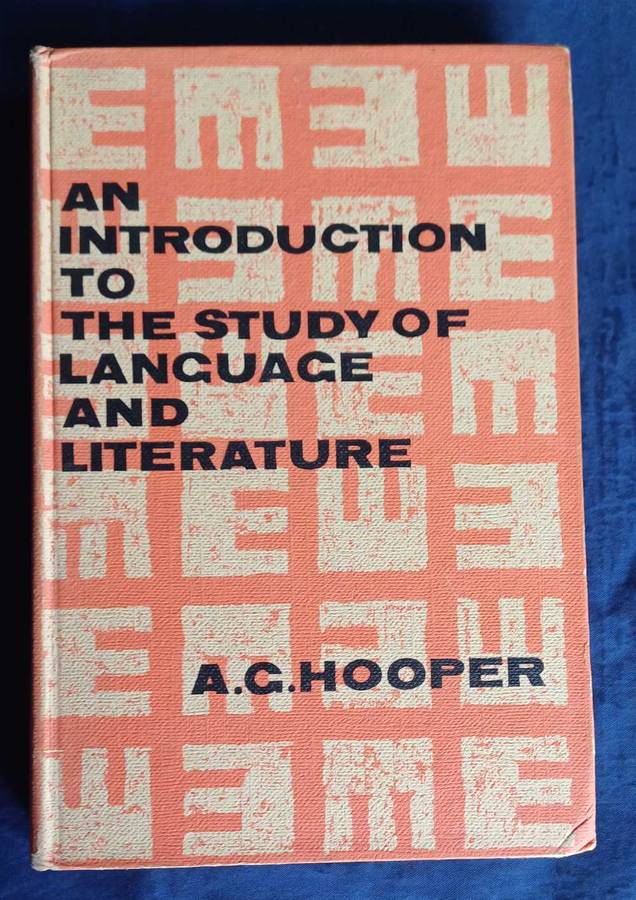 AN
INTRODUCTION
TO
THE STUDY OF
LANGUAGE
AND
LITERATURE
A.G.HOOPER